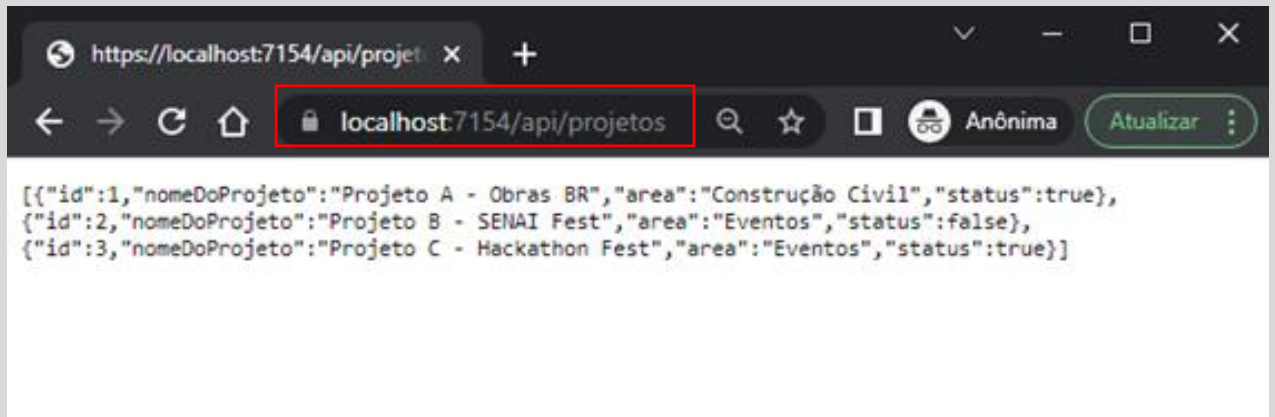 https://localhost:7154/api/projet
localhost:7154/api/projetos
Anônima
Atualizar
[{"id":1,"nomeDoProjeto":"Projeto A - Obras BR","area":"Construção Civil","status":true},
{"id":2,"nomeDoProjeto":"Projeto B - SENAI Fest","area":"Eventos","status":false},
{"id":3,"nomeDoProjeto":"Projeto C - Hackathon Fest","area":"Eventos","status":true}]